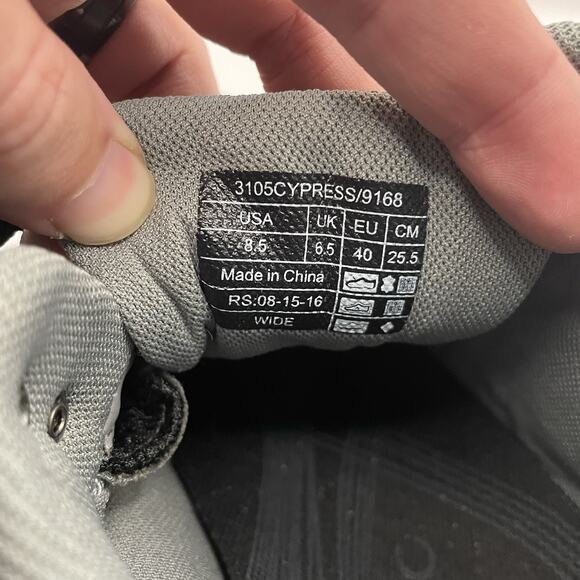 3105CYPRESS/9168
USA UK EU CM
8.5 6.5 40 25.5
Made in China
RS:08-15-16
WIDE